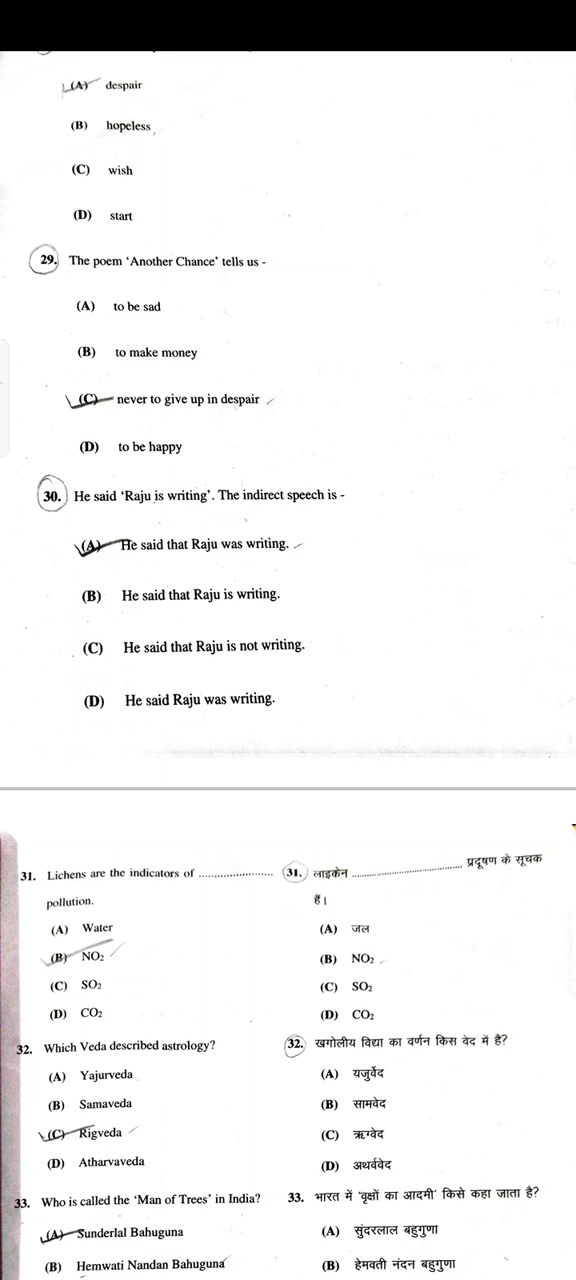 (A) despair
(B) hopeless
(C) wish
(D) start
29. The poem ‘Another Chance’ tells us -
(A) to be sad
(B) to make money
(C) never to give up in despair
(D) to be happy
30. He said ‘Raju is writing’. The indirect speech is -
(A) He said that Raju was writing.
(B) He said that Raju is writing.
(C) He said that Raju is not writing.
(D) He said Raju was writing.
31. Lichens are the indicators of ......................
pollution.
(A) Water
(B) NO₂
(C) SO₂
(D) CO₂
32. Which Veda described astrology?
(A) Yajurveda
(B) Samaveda
(C) Rigveda
(D) Atharvaveda
33. Who is called the ‘Man of Trees’ in India?
(A) Sunderlal Bahuguna
(B) Hemwati Nandan Bahuguna
31. लाइकेन ................................ प्रदूषण के सूचक
हैं।
(A) जल
(B) NO₂
(C) SO₂
(D) CO₂
32. खगोलीय विद्या का वर्णन किस वेद में है?
(A) यजुर्वेद
(B) सामवेद
(C) ऋग्वेद
(D) अथर्ववेद
33. भारत में ‘वृक्षों का आदमी’ किसे कहा जाता है?
(A) सुंदरलाल बहुगुणा
(B) हेमवती नंदन बहुगुणा